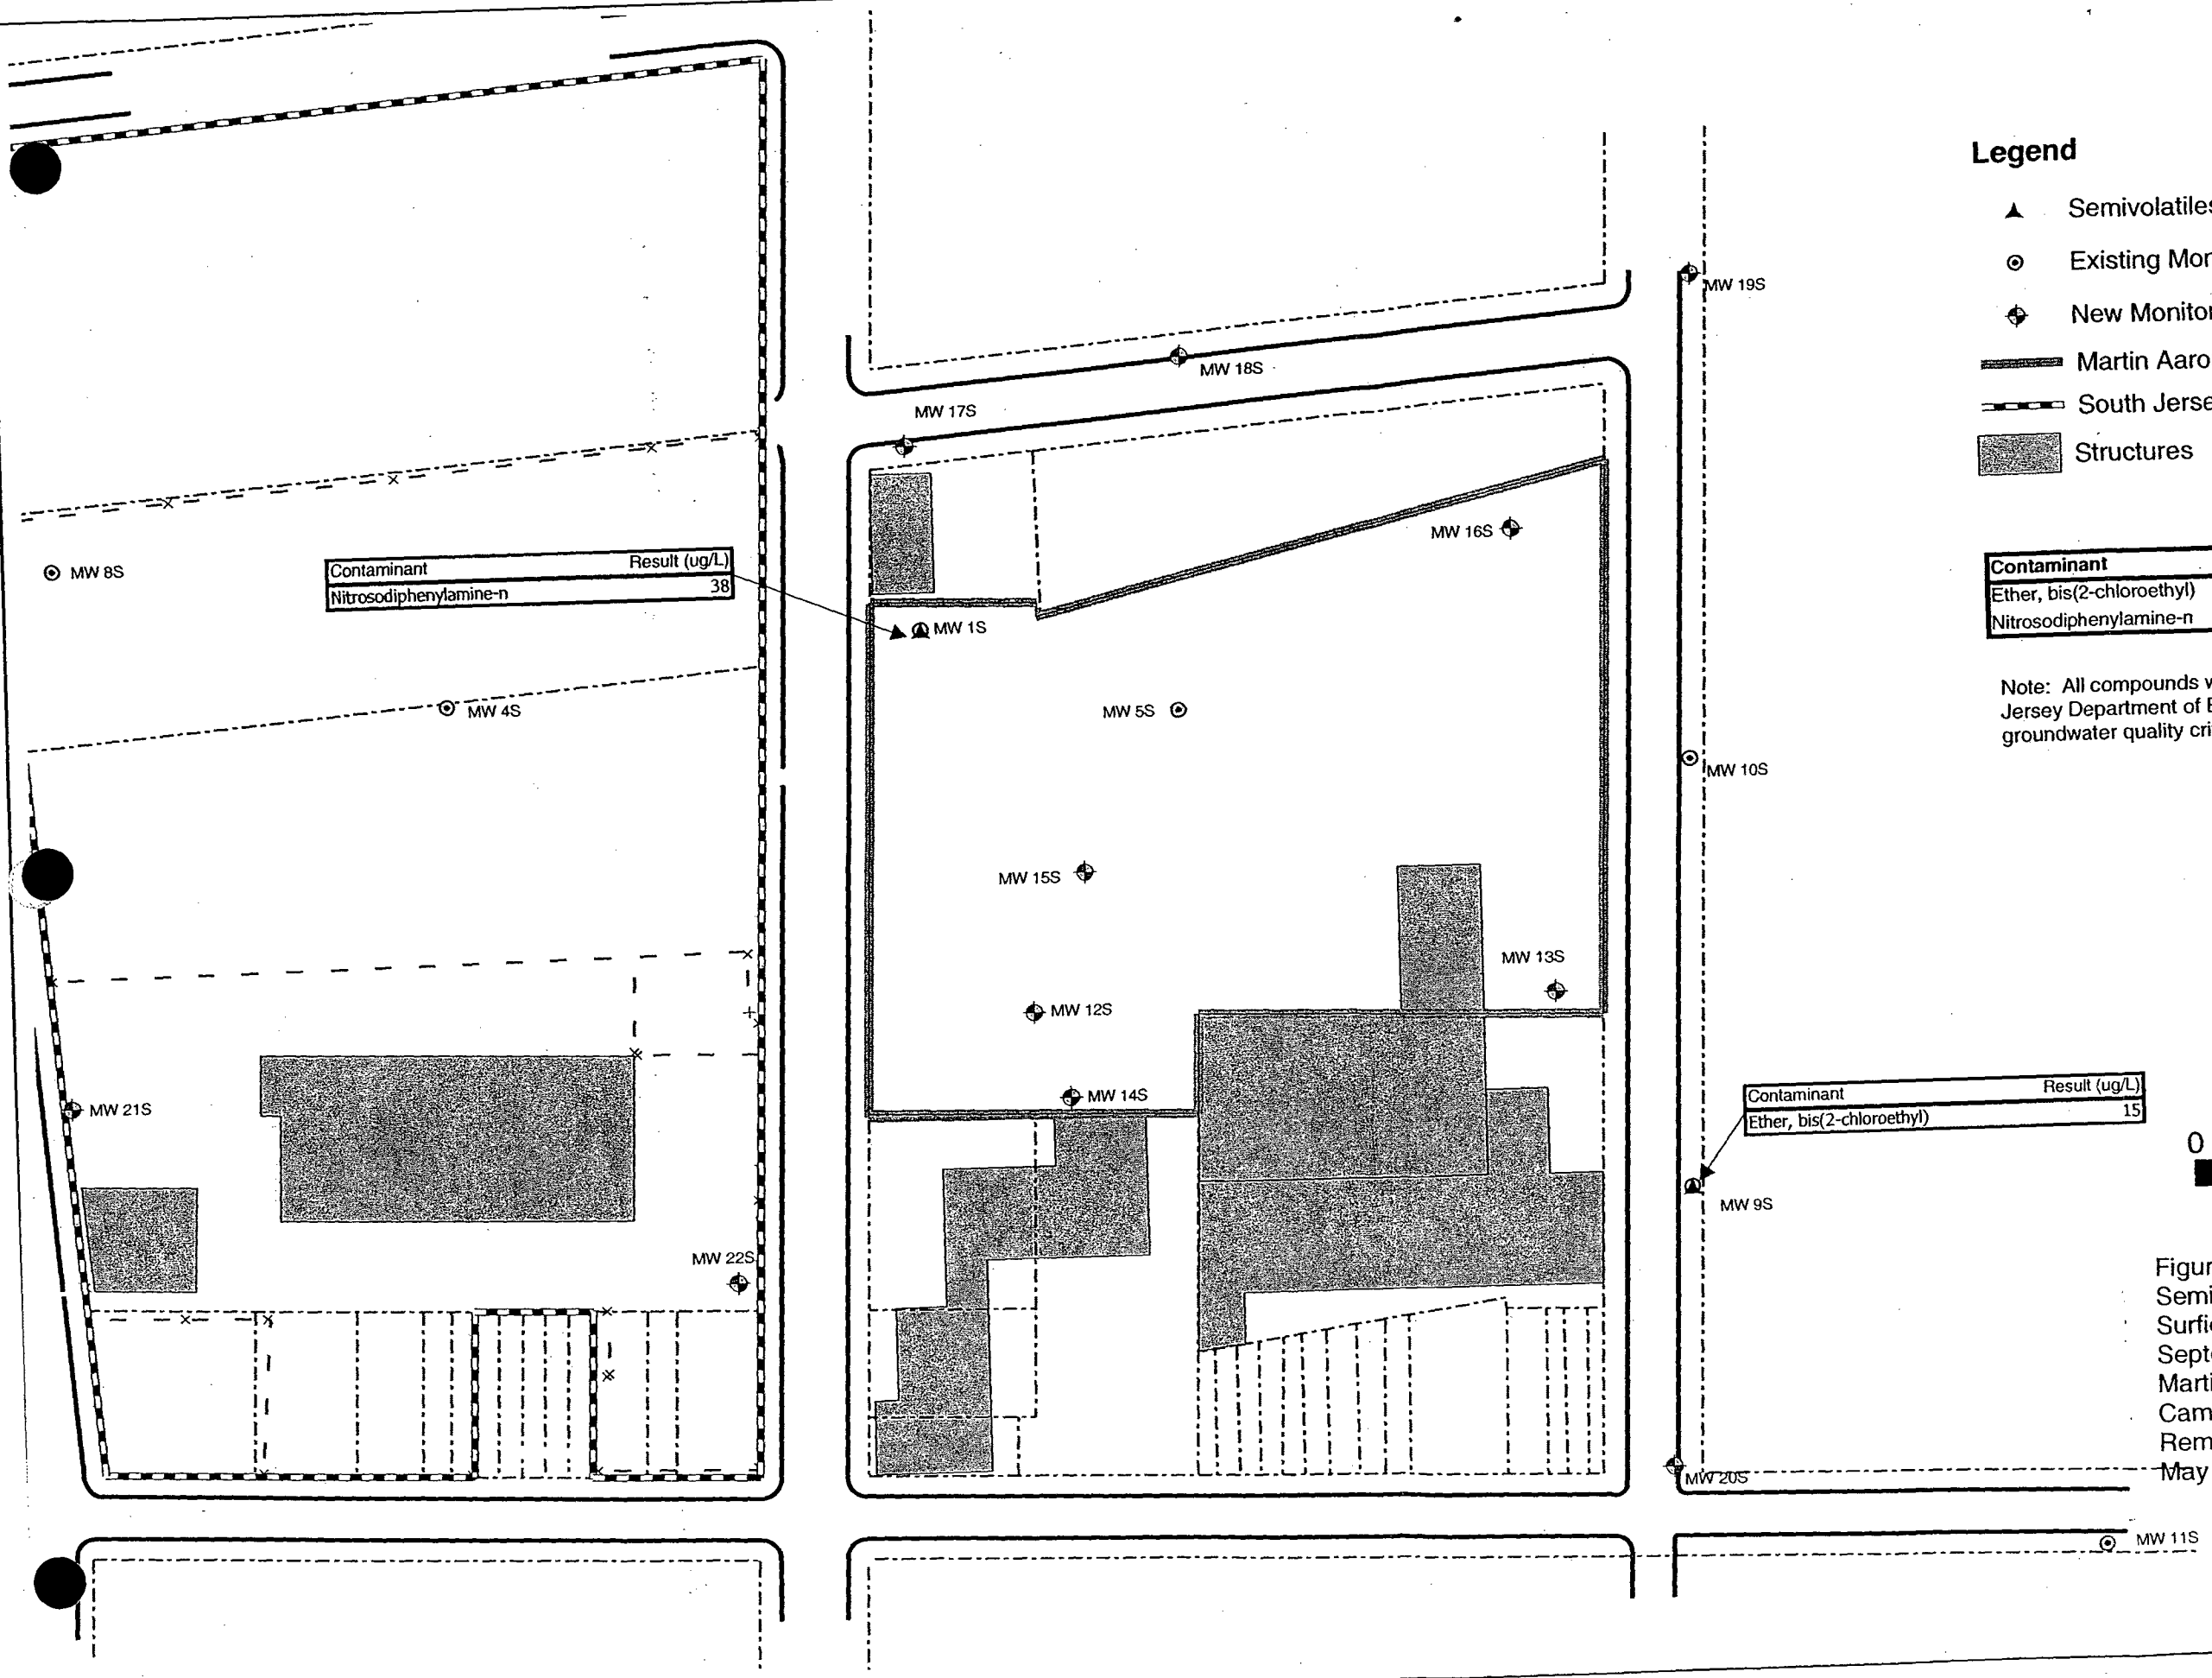 Legend
Semivolatiles
Existing Mon
New Monitor
Martin Aaro
South Jerse
Structures
MW 19S
MW 18S
MW 17S
MW 16S
MW 8S
Contaminant Result (ug/L)
Nitrosodiphenylamine-n 38
MW 1S
MW 4S
MW 5S
MW 10S
Contaminant
Ether, bis(2-chloroethyl)
Nitrosodiphenylamine-n
Note: All compounds w
Jersey Department of E
groundwater quality cri
MW 15S
MW 13S
MW 12S
MW 14S
MW 21S
Contaminant Result (ug/L)
Ether, bis(2-chloroethyl) 15
0
MW 9S
MW 22S
Figur
Semi
Surfi
Septe
Marti
Cam
Rem
May
MW 20S
MW 11S